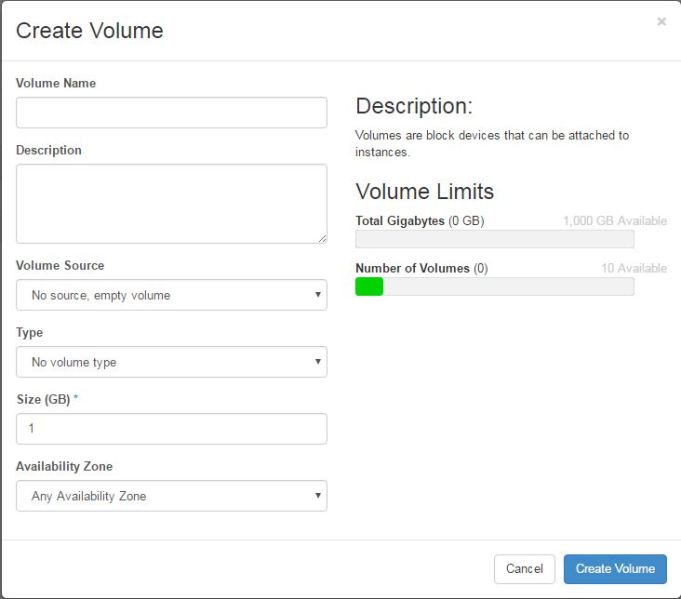 Create Volume
×
Volume Name
Description
Volume Source
No source, empty volume
Type
No volume type
Size (GB) *
1
Availability Zone
Any Availability Zone
Description:
Volumes are block devices that can be attached to
instances.
Volume Limits
Total Gigabytes (0 GB) 1,000 GB Available
Number of Volumes (0) 10 Available
Cancel
Create Volume